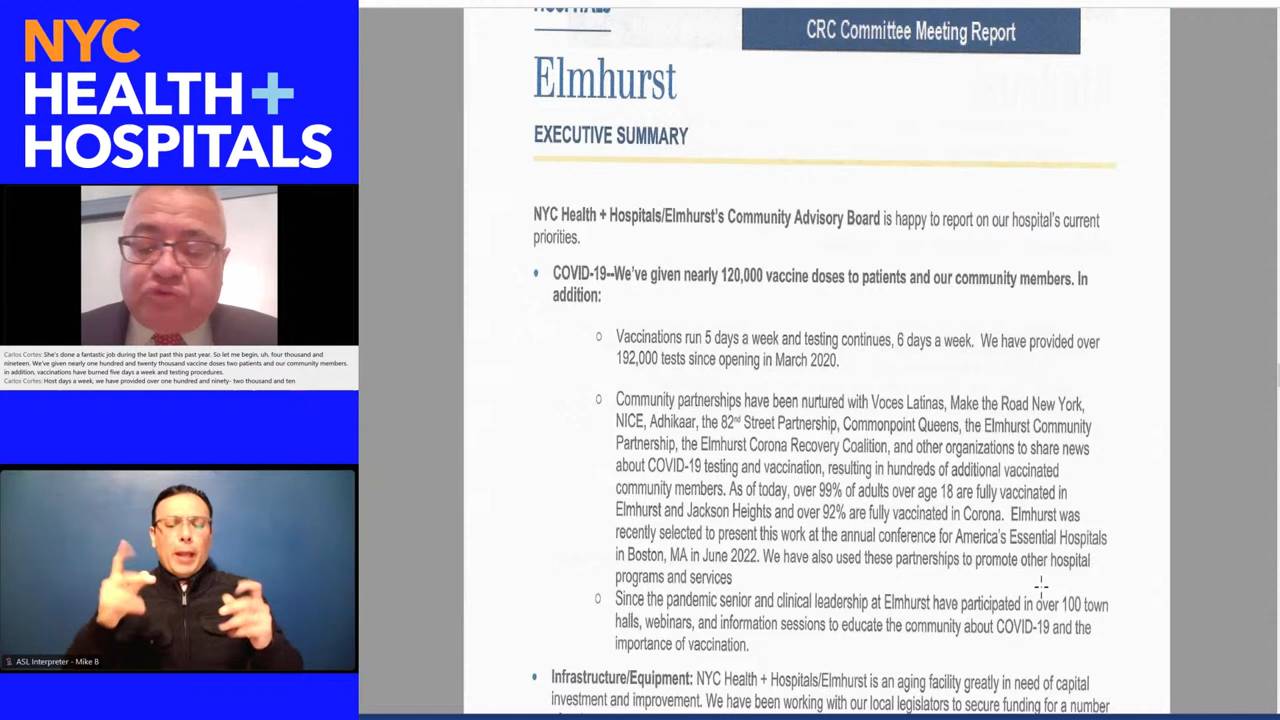 NYC
HEALTH+
HOSPITALS
Carlos Cortes: She's done a fantastic job during the last past this past year. So let me begin, uh, four thousand and
nineteen. We've given nearly one hundred and twenty thousand vaccine doses two patients and our community members.
in addition, vaccinations have burned five days a week and testing procedures.
Carlos Cortes: Host days a week, we have provided over one hundred and ninety- two thousand and ten
ASL Interpreter - Mike B
HOSPITALS
CRC Committee Meeting Report
Elmhurst
EXECUTIVE SUMMARY
NYC Health + Hospitals/Elmhurst's Community Advisory Board is happy to report on our hospital's current
priorities.
• COVID-19--We've given nearly 120,000 vaccine doses to patients and our community members. In
addition:
o Vaccinations run 5 days a week and testing continues, 6 days a week. We have provided over
192,000 tests since opening in March 2020.
o Community partnerships have been nurtured with Voces Latinas, Make the Road New York,
NICE, Adhikaar, the 82nd Street Partnership, Commonpoint Queens, the Elmhurst Community
Partnership, the Elmhurst Corona Recovery Coalition, and other organizations to share news
about COVID-19 testing and vaccination, resulting in hundreds of additional vaccinated
community members. As of today, over 99% of adults over age 18 are fully vaccinated in
Elmhurst and Jackson Heights and over 92% are fully vaccinated in Corona. Elmhurst was
recently selected to present this work at the annual conference for America's Essential Hospitals
in Boston, MA in June 2022. We have also used these partnerships to promote other hospital
programs and services
o Since the pandemic senior and clinical leadership at Elmhurst have participated in over 100 town
halls, webinars, and information sessions to educate the community about COVID-19 and the
importance of vaccination.
• Infrastructure/Equipment: NYC Health + Hospitals/Elmhurst is an aging facility greatly in need of capital
investment and improvement. We have been working with our local legislators to secure funding for a number